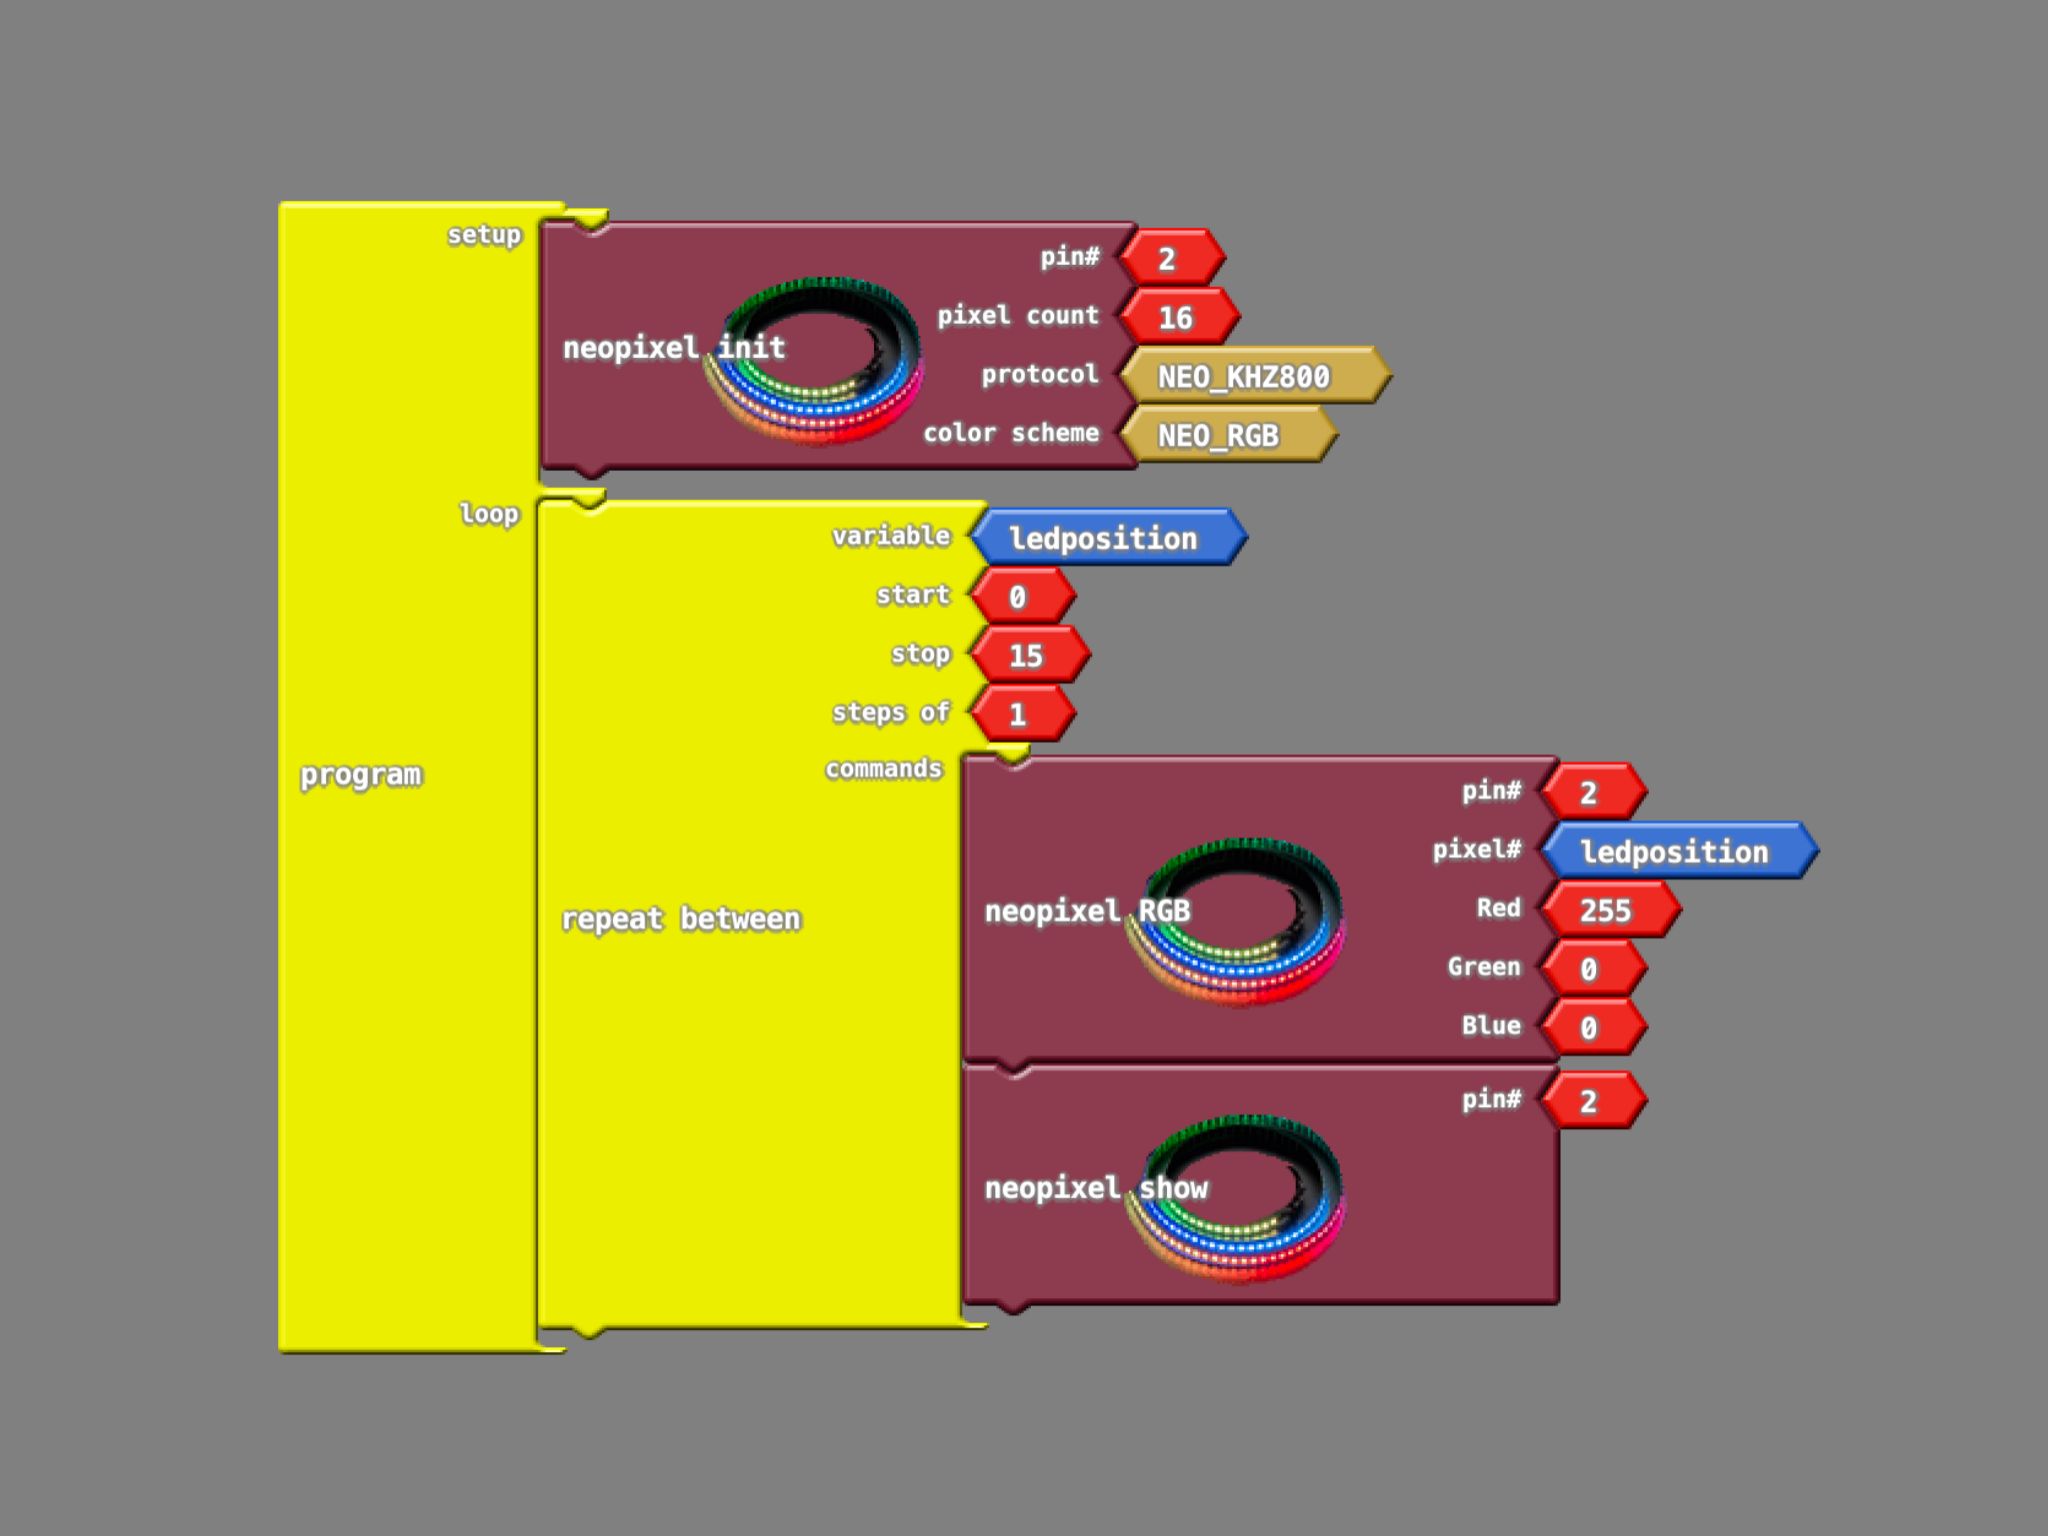 setup
pin# 2
pixel count 16
neopixel init
protocol NEO_KHZ800
color scheme NEO_RGB
loop
variable ledposition
start 0
stop 15
steps of 1
program
commands
repeat between
pin# 2
pixel# ledposition
neopixel RGB
Red 255
Green 0
Blue 0
pin# 2
neopixel show